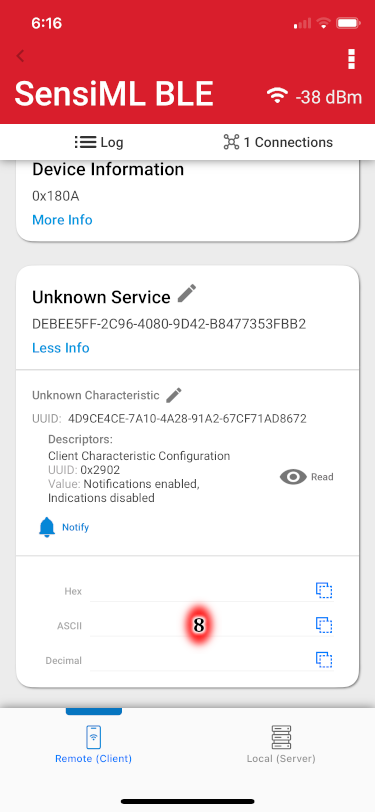 6:16
SensiML BLE
-38 dBm
Log
1 Connections
Device Information
0x180A
More Info
Unknown Service
DEBEE5FF-2C96-4080-9D42-B8477353FBB2
Less Info
Unknown Characteristic
UUID: 4D9CE4CE-7A10-4A28-91A2-67CF71AD8672
Descriptors:
Client Characteristic Configuration
UUID: 0x2902
Value: Notifications enabled,
Indications disabled
Read
Notify
Hex
ASCII
8
Decimal
Remote (Client)
Local (Server)